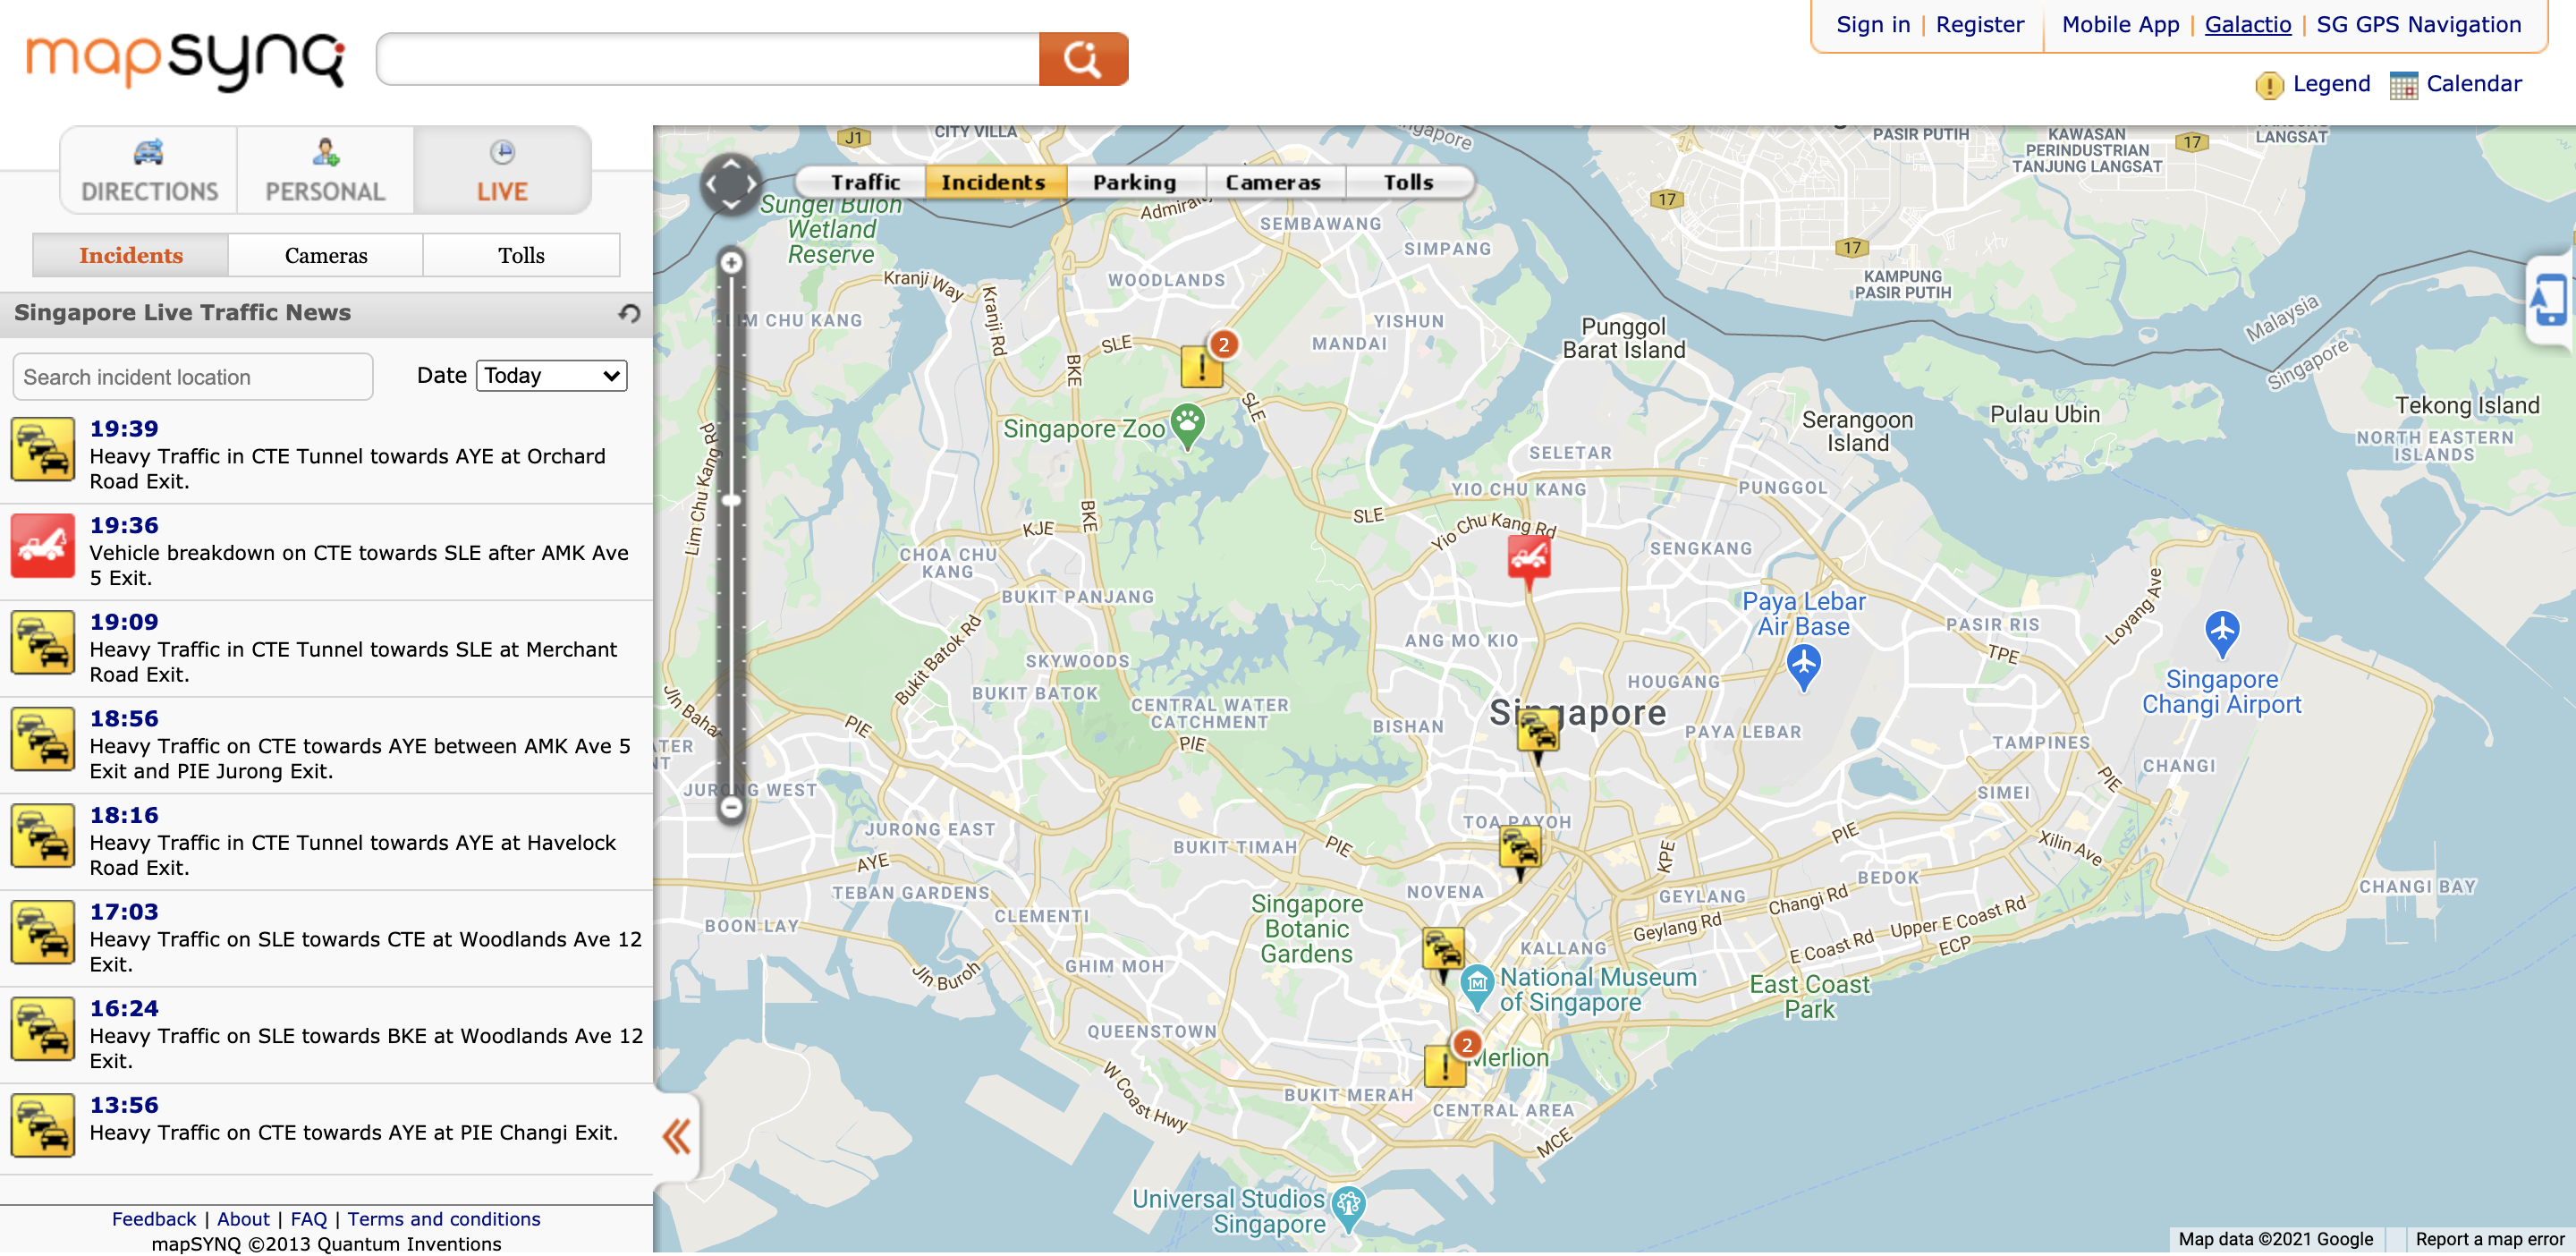 mapsynq
Sign in | Register
Mobile App | Galactio | SG GPS Navigation
Legend
Calendar
DIRECTIONS
PERSONAL
LIVE
Incidents
Cameras
Tolls
Singapore Live Traffic News
Search incident location
Date
Today
19:39
Heavy Traffic in CTE Tunnel towards AYE at Orchard
Road Exit.
19:36
Vehicle breakdown on CTE towards SLE after AMK Ave
5 Exit.
19:09
Heavy Traffic in CTE Tunnel towards SLE at Merchant
Road Exit.
18:56
Heavy Traffic on CTE towards AYE between AMK Ave 5
Exit and PIE Jurong Exit.
18:16
Heavy Traffic in CTE Tunnel towards AYE at Havelock
Road Exit.
17:03
Heavy Traffic on SLE towards CTE at Woodlands Ave 12
Exit.
16:24
Heavy Traffic on SLE towards BKE at Woodlands Ave 12
Exit.
13:56
Heavy Traffic on CTE towards AYE at PIE Changi Exit.
Feedback | About | FAQ | Terms and conditions
mapSYNQ ©2013 Quantum Inventions
Traffic
Incidents
Parking
Cameras
Tolls
J1
CITY VILLA
PASIR PUTIH
KAWASAN
PERINDUSTRIAN
TANJUNG LANGSAT
17
LANGSAT
17
17
KAMPUNG
PASIR PUTIH
Sungei Buloh
Wetland
Reserve
SEMBAWANG
SIMPANG
WOODLANDS
Kranji Way
Kranji Rd
YISHUN
MANDAI
SLE
BKE
2
SLE
Malaysia
Singapore
Punggol
Barat Island
Singapore Zoo
Serangoon
Island
Pulau Ubin
Tekong Island
NORTH EASTERN
ISLANDS
Lim Chu Kang Rd
SELETAR
YIO CHU KANG
PUNGGOL
BKE
KJE
SLE
Yio Chu Kang Rd
SENGKANG
CHOA CHU
KANG
BUKIT PANJANG
Paya Lebar
Air Base
PASIR RIS
Loyang Ave
TPE
ANG MO KIO
Bukit Batok Rd
SKYWOODS
BUKIT BATOK
HOUGANG
Singapore
Changi Airport
Jln Bahar
CENTRAL WATER
CATCHMENT
BISHAN
Singapore
PAYA LEBAR
PIE
PIE
TAMPINES
CHANGI
PIE
SIMEI
JURONG WEST
JURONG EAST
TOA PAYOH
PIE
Xilin Ave
BUKIT TIMAH
PIE
KPE
AYE
TEBAN GARDENS
NOVENA
BEDOK
GEYLANG
Changi Rd
CHANGI BAY
Singapore
Botanic
Gardens
CLEMENTI
BOON LAY
Geylang Rd
Upper E Coast Rd
KALLANG
E Coast Rd
ECP
GHIM MOH
Jln Buroh
National Museum
of Singapore
East Coast
Park
QUEENSTOWN
2
Merlion
W Coast Hwy
BUKIT MERAH
CENTRAL AREA
MCE
Universal Studios
Singapore
Map data ©2021 Google
Report a map error